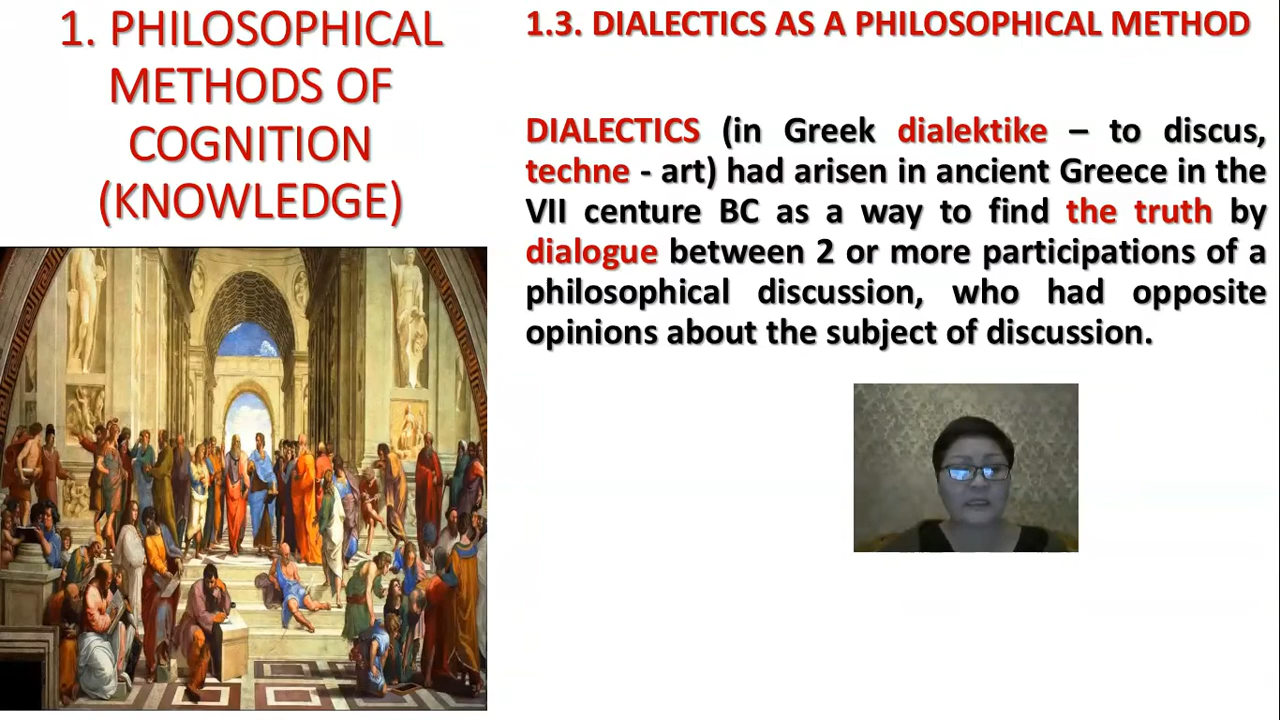 1. PHILOSOPHICAL
METHODS OF
COGNITION
(KNOWLEDGE)
1.3. DIALECTICS AS A PHILOSOPHICAL METHOD
DIALECTICS (in Greek dialektike – to discus,
techne - art) had arisen in ancient Greece in the
VII centure BC as a way to find the truth by
dialogue between 2 or more participations of a
philosophical discussion, who had opposite
opinions about the subject of discussion.